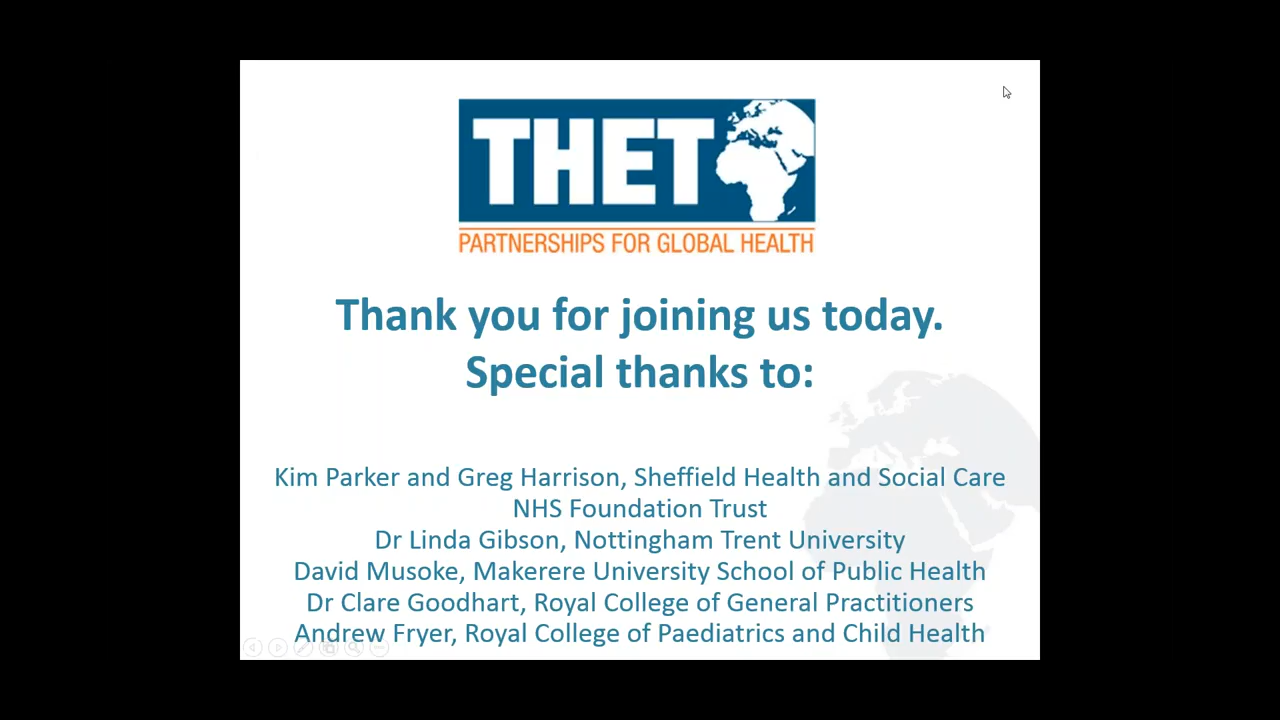 THET
PARTNERSHIPS FOR GLOBAL HEALTH
Thank you for joining us today.
Special thanks to:
Kim Parker and Greg Harrison, Sheffield Health and Social Care
NHS Foundation Trust
Dr Linda Gibson, Nottingham Trent University
David Musoke, Makerere University School of Public Health
Dr Clare Goodhart, Royal College of General Practitioners
Andrew Fryer, Royal College of Paediatrics and Child Health